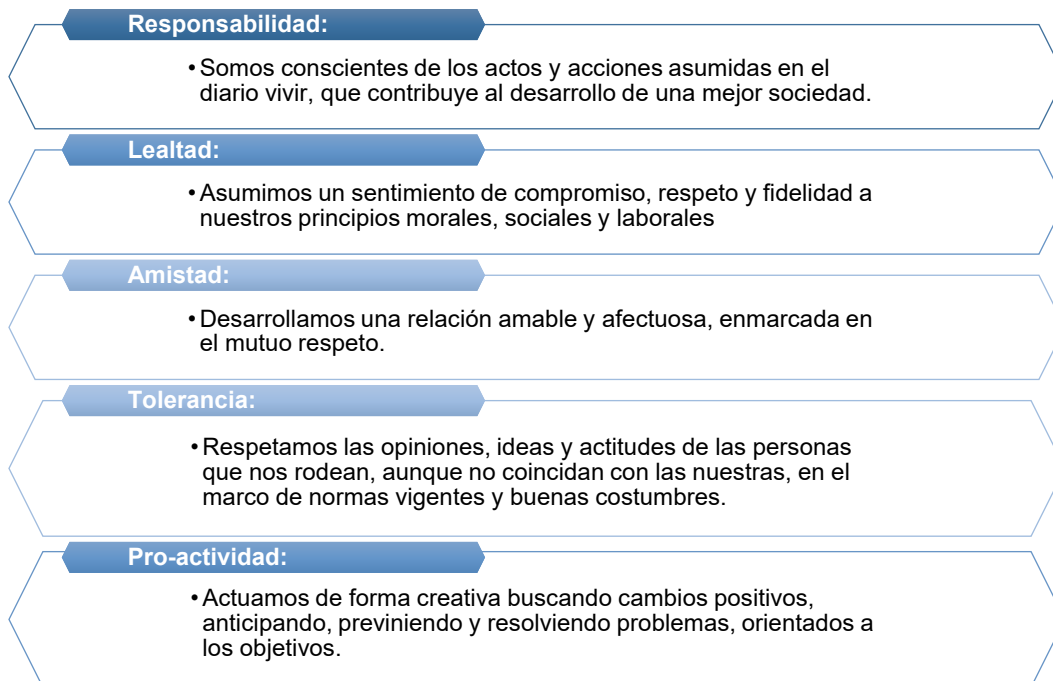 Responsabilidad:
•Somos conscientes de los actos y acciones asumidas en el
diario vivir, que contribuye al desarrollo de una mejor sociedad.
Lealtad:
•Asumimos un sentimiento de compromiso, respeto y fidelidad a
nuestros principios morales, sociales y laborales
Amistad:
•Desarrollamos una relación amable y afectuosa, enmarcada en
el mutuo respeto.
Tolerancia:
•Respetamos las opiniones, ideas y actitudes de las personas
que nos rodean, aunque no coincidan con las nuestras, en el
marco de normas vigentes y buenas costumbres.
Pro-actividad:
•Actuamos de forma creativa buscando cambios positivos,
anticipando, previniendo y resolviendo problemas, orientados a
los objetivos.